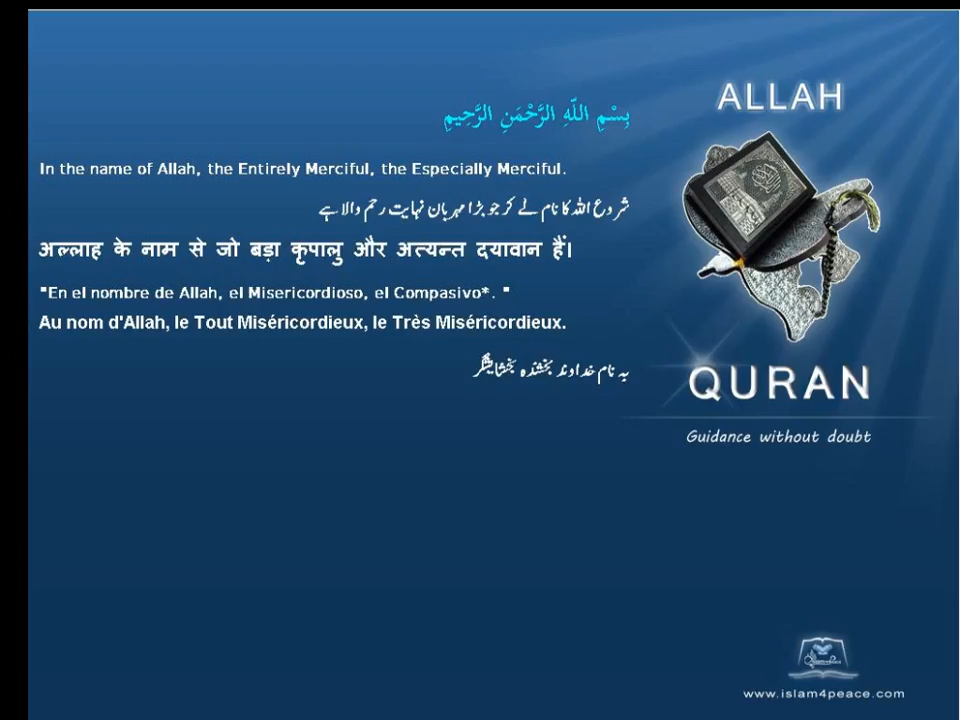 بِسْمِ اللَّهِ الرَّحْمَنِ الرَّحِيمِ
In the name of Allah, the Entirely Merciful, the Especially Merciful.
شروع اللہ کا نام لے کر جو بڑا مہربان نہایت رحم والا ہے
अल्लाह के नाम से जो बड़ा कृपालु और अत्यन्त दयावान हैं।
"En el nombre de Allah, el Misericordioso, el Compasivo*. "
Au nom d'Allah, le Tout Miséricordieux, le Très Miséricordieux.
به نام خداوند بخشنده بخشایشگر
ALLAH
QURAN
Guidance without doubt
www.islam4peace.com